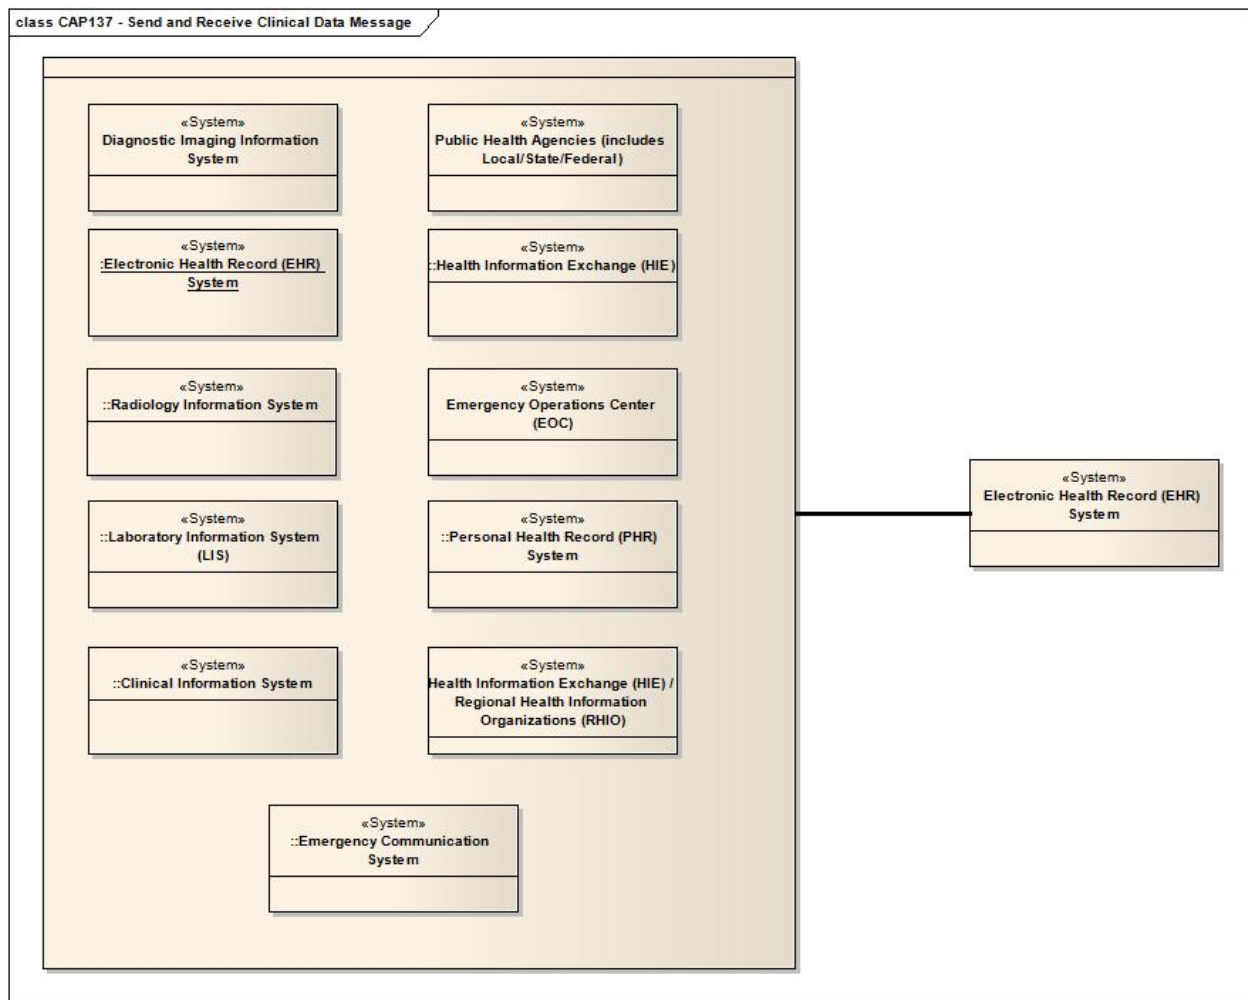 class CAP137 - Send and Receive Clinical Data Message
«System»
Diagnostic Imaging Information
System
«System»
Public Health Agencies (includes
Local/State/Federal)
«System»
:Electronic Health Record (EHR)
System
«System»
::Health Information Exchange (HIE)
«System»
::Radiology Information System
«System»
Emergency Operations Center
(EOC)
«System»
::Laboratory Information System
(LIS)
«System»
::Personal Health Record (PHR)
System
«System»
::Clinical Information System
«System»
Health Information Exchange (HIE) /
Regional Health Information
Organizations (RHIO)
«System»
::Emergency Communication
System
«System»
Electronic Health Record (EHR)
System